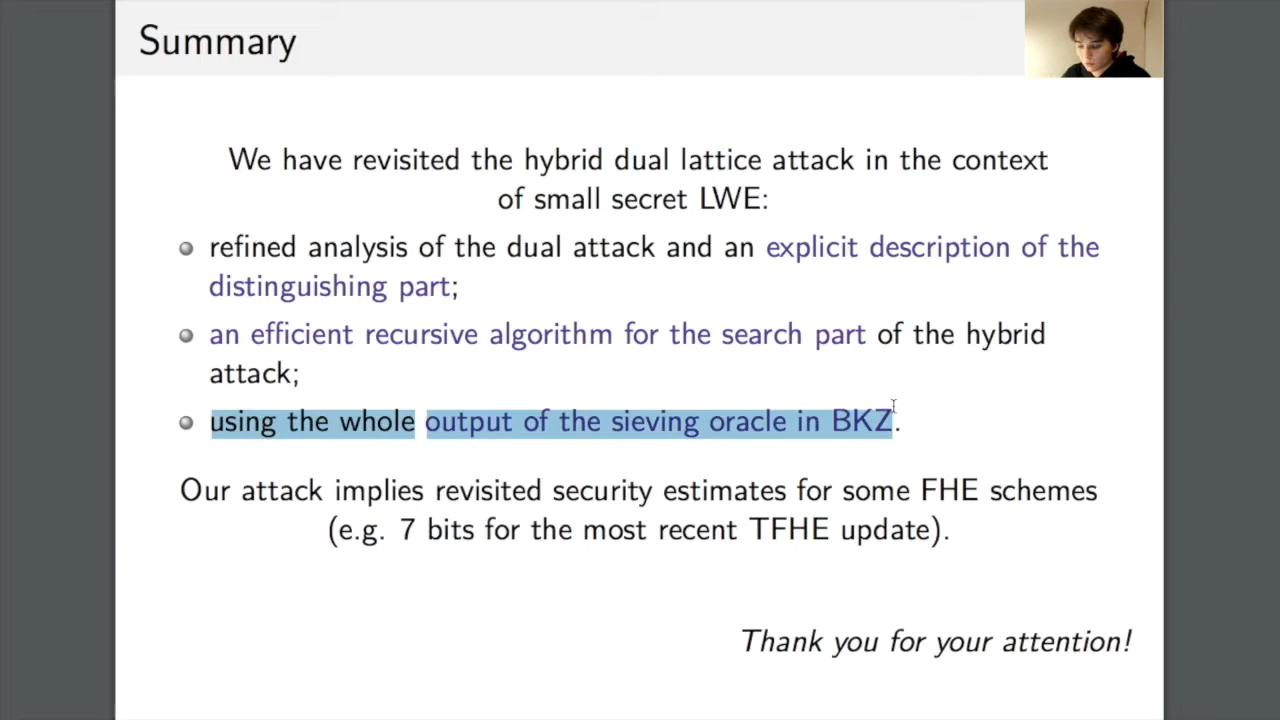 Summary
We have revisited the hybrid dual lattice attack in the context
of small secret LWE:
refined analysis of the dual attack and an explicit description of the
distinguishing part;
an efficient recursive algorithm for the search part of the hybrid
attack;
using the whole output of the sieving oracle in BKZ.
Our attack implies revisited security estimates for some FHE schemes
(e.g. 7 bits for the most recent TFHE update).
Thank you for your attention!